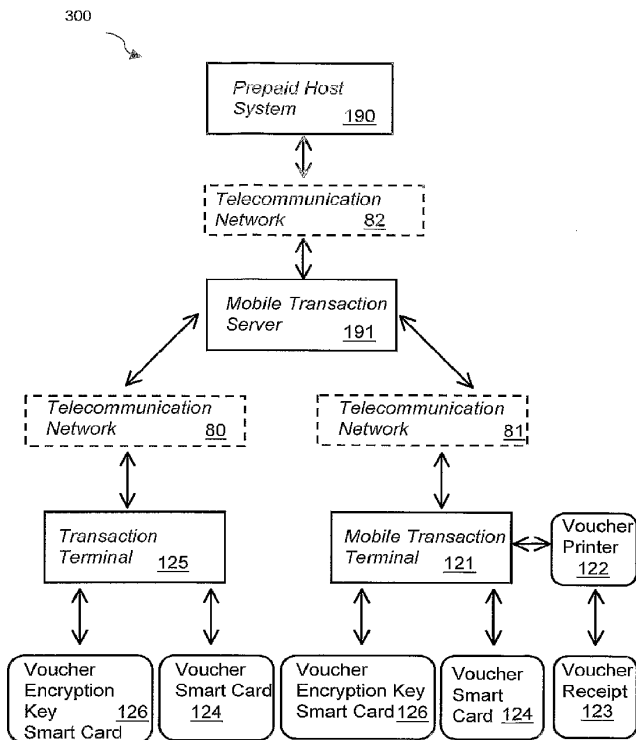 300
Prepaid Host
System
190
Telecommunication
Network
82
Mobile Transaction
Server
191
Telecommunication
Network
80
Telecommunication
Network
81
Transaction
Terminal
125
Mobile Transaction
Terminal
121
Voucher
Printer
122
Voucher
Encryption
Key
Smart Card
126
Voucher
Smart Card
124
Voucher
Encryption Key
Smart Card 126
Voucher
Smart
Card 124
Voucher
Receipt
123